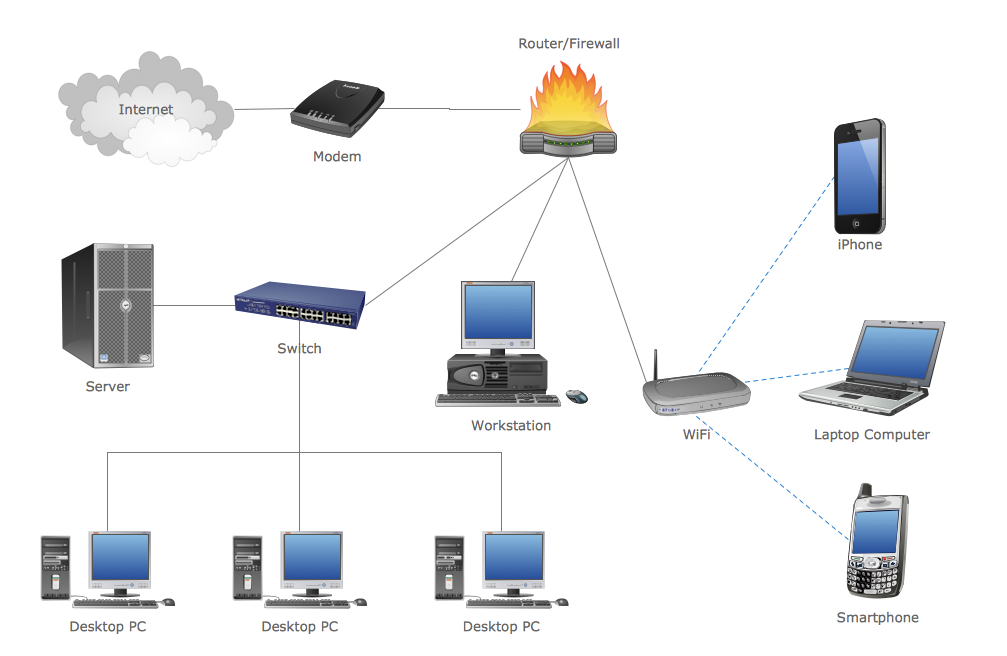 Router/Firewall
Internet
Modem
iPhone
Switch
Server
Workstation
WiFi
Laptop Computer
Smartphone
Desktop PC
Desktop PC
Desktop PC